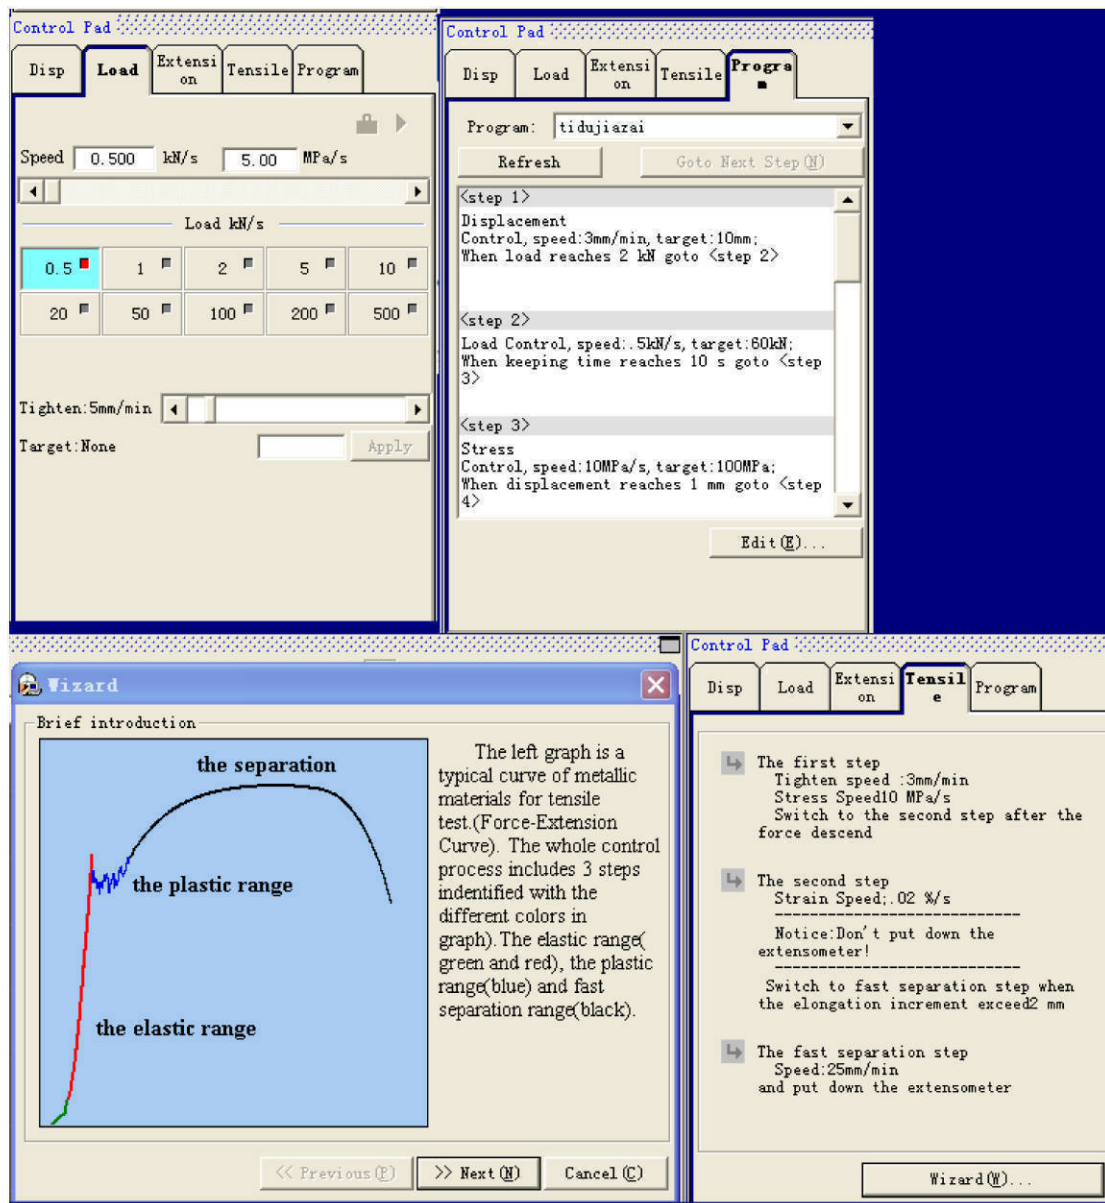 Control Pad
Disp
Load
Extensi
on
Tensile
Program
Speed 0.500 kN/s 5.00 MPa/s
Load kN/s
0.5 1 2 5 10
20 50 100 200 500
Tighten:5mm/min
Target:None Apply
Control Pad
Disp
Load
Extensi
on
Tensile
Progra
m
Program: tidujiazai
Refresh Goto Next Step(N)
<step 1>
Displacement
Control, speed:3mm/min, target:10mm;
When load reaches 2 kN goto <step 2>
<step 2>
Load Control, speed:.5kN/s, target:60kN;
When keeping time reaches 10 s goto <step
3>
<step 3>
Stress
Control, speed:10MPa/s, target:100MPa;
When displacement reaches 1 mm goto <step
4>
Edit(E)...
Wizard
Brief introduction
the separation
the plastic range
the elastic range
The left graph is a
typical curve of metallic
materials for tensile
test.(Force-Extension
Curve). The whole control
process includes 3 steps
indentified with the
different colors in
graph).The elastic range(
green and red), the plastic
range(blue) and fast
separation range(black).
<< Previous(P) >> Next(N) Cancel(C)
Control Pad
Disp
Load
Extensi
on
Tensil
e
Program
The first step
Tighten speed :3mm/min
Stress Speed10 MPa/s
Switch to the second step after the
force descend
The second step
Strain Speed;.02 %/s
----------------------------
Notice:Don't put down the
extensometer!
----------------------------
Switch to fast separation step when
the elongation increment exceed2 mm
The fast separation step
Speed:25mm/min
and put down the extensometer
Wizard(W)...